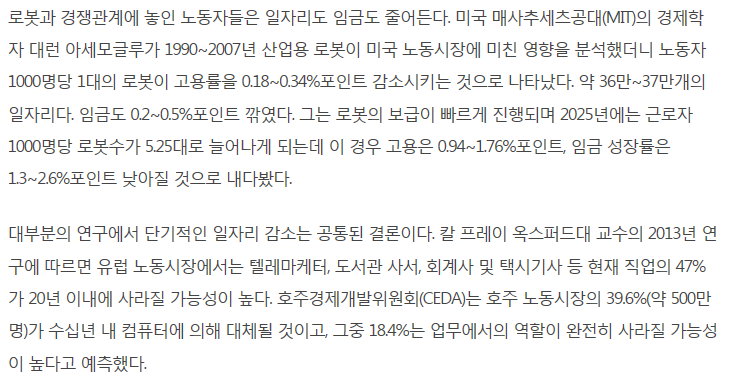 로봇과 경쟁관계에 놓인 노동자들은 일자리도 임금도 줄어든다. 미국 매사추세츠공대(MIT)의 경제학
자 대런 아세모글루가 1990~2007년 산업용 로봇이 미국 노동시장에 미친 영향을 분석했더니 노동자
1000명당 1대의 로봇이 고용률을 0.18~0.34%포인트 감소시키는 것으로 나타났다. 약 36만~37만개의
일자리다. 임금도 0.2~0.5%포인트 깎였다. 그는 로봇의 보급이 빠르게 진행되며 2025년에는 근로자
1000명당 로봇수가 5.25대로 늘어나게 되는데 이 경우 고용은 0.94~1.76%포인트, 임금 성장률은
1.3~2.6%포인트 낮아질 것으로 내다봤다.
대부분의 연구에서 단기적인 일자리 감소는 공통된 결론이다. 칼 프레이 옥스퍼드대 교수의 2013년 연
구에 따르면 유럽 노동시장에서는 텔레마케터, 도서관 사서, 회계사 및 택시기사 등 현재 직업의 47%
가 20년 이내에 사라질 가능성이 높다. 호주경제개발위원회(CEDA)는 호주 노동시장의 39.6%(약 500만
명)가 수십년 내 컴퓨터에 의해 대체될 것이고, 그중 18.4%는 업무에서의 역할이 완전히 사라질 가능성
이 높다고 예측했다.